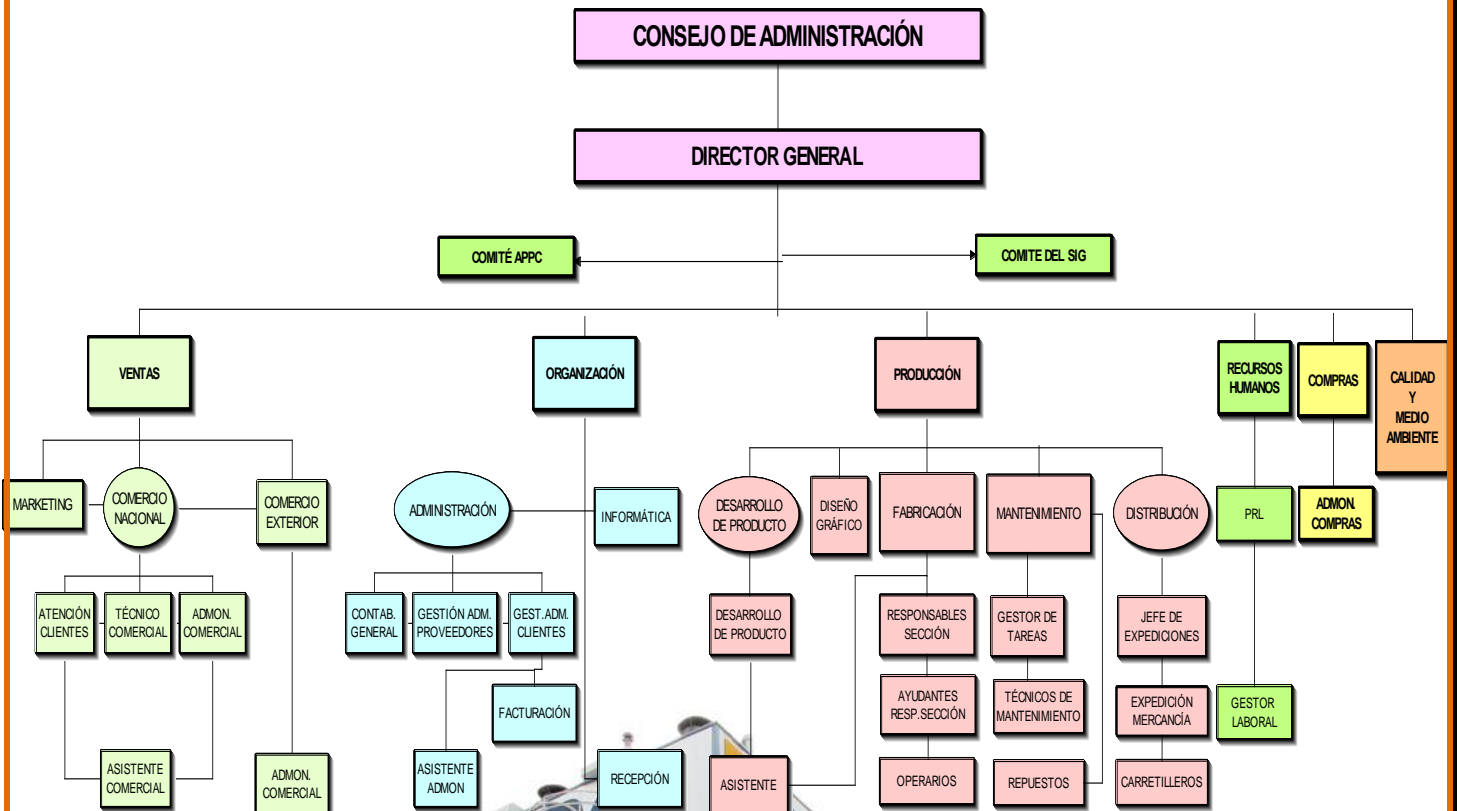 CONSEJO DE ADMINISTRACIÓN
DIRECTOR GENERAL
COMITÉ APPC
COMITE DEL SIG
VENTAS
ORGANIZACIÓN
PRODUCCIÓN
RECURSOS
HUMANOS
COMPRAS
CALIDAD
Y
MEDIO
AMBIENTE
MARKETING
COMERCIO
NACIONAL
COMERCIO
EXTERIOR
ADMINISTRACIÓN
INFORMÁTICA
DESARROLLO
DE PRODUCTO
DISEÑO
GRÁFICO
FABRICACIÓN
MANTENIMIENTO
DISTRIBUCIÓN
PRL
ADMON.
COMPRAS
ATENCIÓN
CLIENTES
TÉCNICO
COMERCIAL
ADMON.
COMERCIAL
CONTAB.
GENERAL
GESTIÓN ADM.
PROVEEDORES
GEST.ADM.
CLIENTES
DESARROLLO
DE PRODUCTO
RESPONSABLES
SECCIÓN
GESTOR DE
TAREAS
JEFE DE
EXPEDICIONES
FACTURACIÓN
AYUDANTES
RESP.SECCIÓN
TÉCNICOS DE
MANTENIMIENTO
EXPEDICIÓN
MERCANCÍA
GESTOR
LABORAL
ASISTENTE
COMERCIAL
ADMON.
COMERCIAL
ASISTENTE
ADMON
RECEPCIÓN
ASISTENTE
OPERARIOS
REPUESTOS
CARRETILLEROS